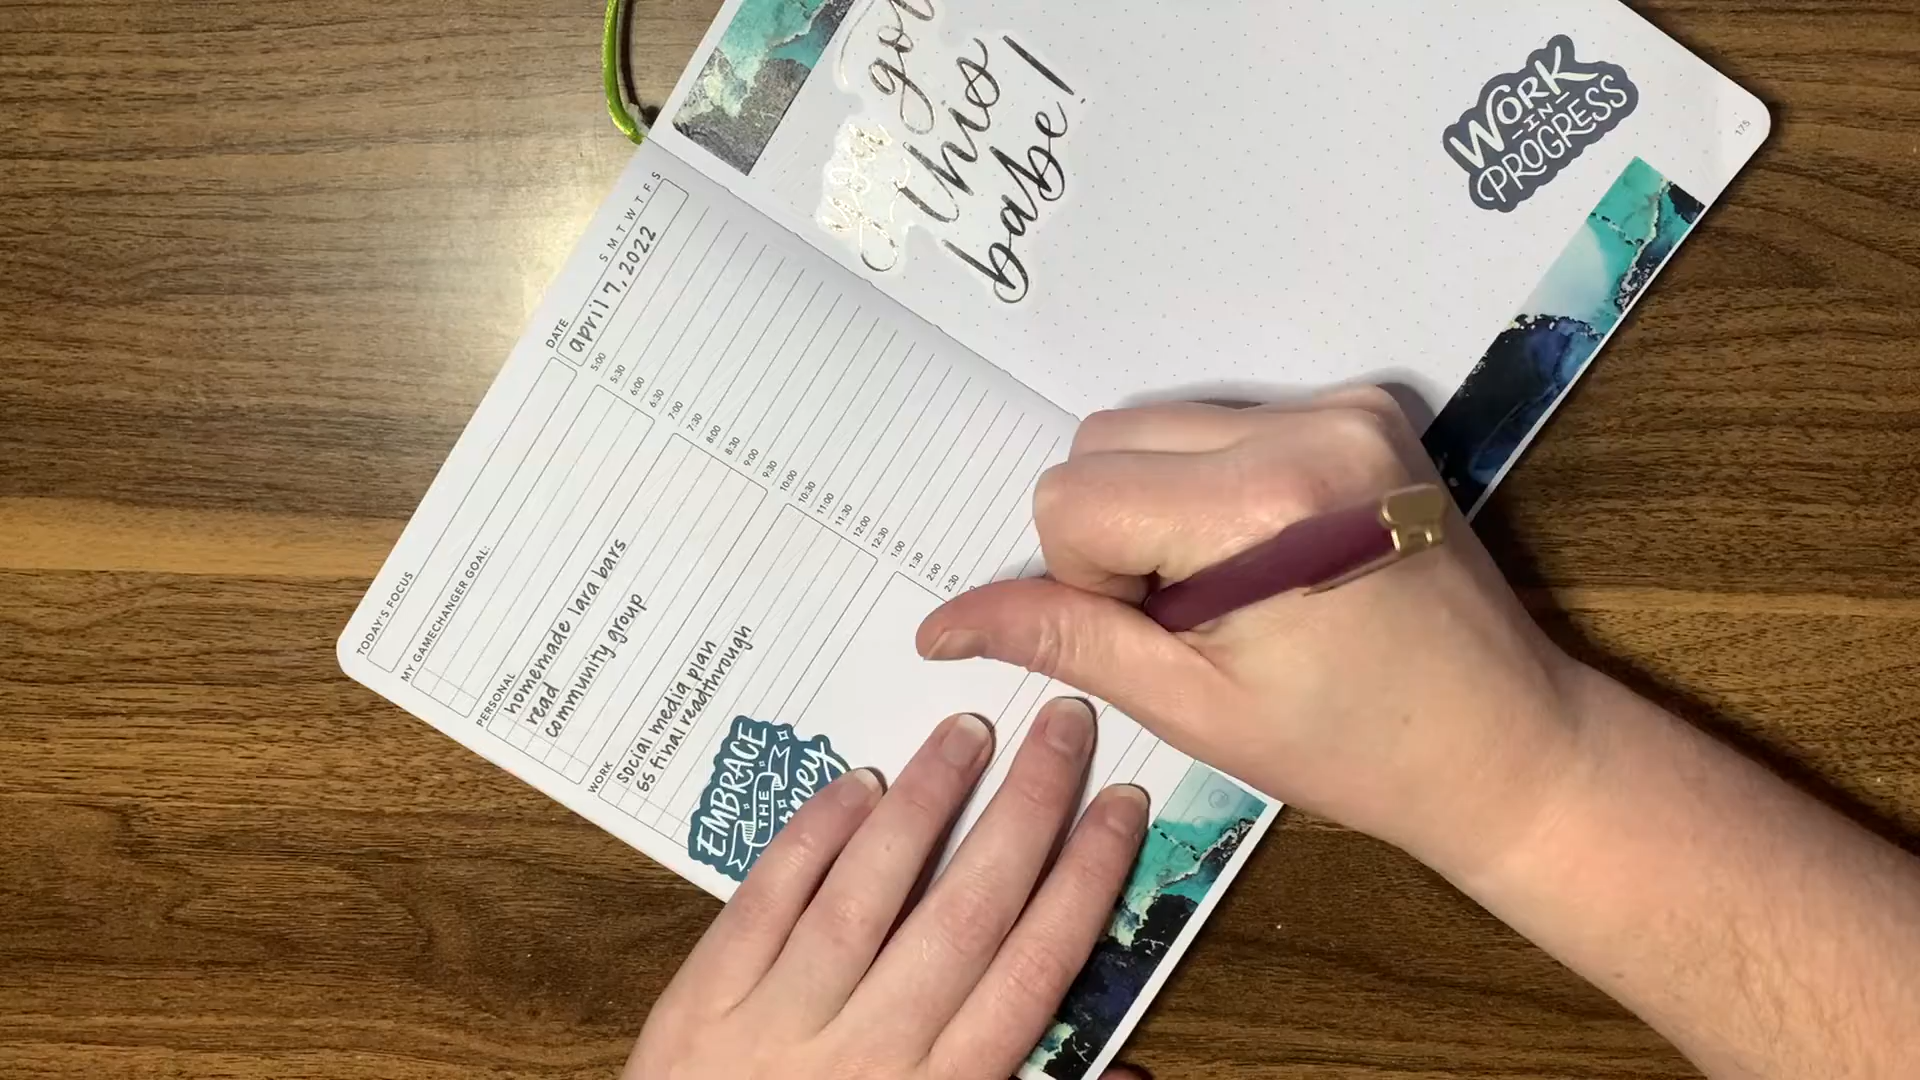 TODAY'S FOCUS
MY GAMECHANGER GOAL:
PERSONAL
homemade lara bars
read
community group
WORK
social media plan
GS final readthrough
EMBRACE
THE
DATE
S M T W T F S
april 7, 2022
5:00
5:30
6:00
6:30
7:00
7:30
8:00
8:30
9:00
9:30
10:00
10:30
11:00
11:30
12:00
12:30
1:00
1:30
2:00
2:30
you
got
this
babe!
WORK
-IN-
PROGRESS
175